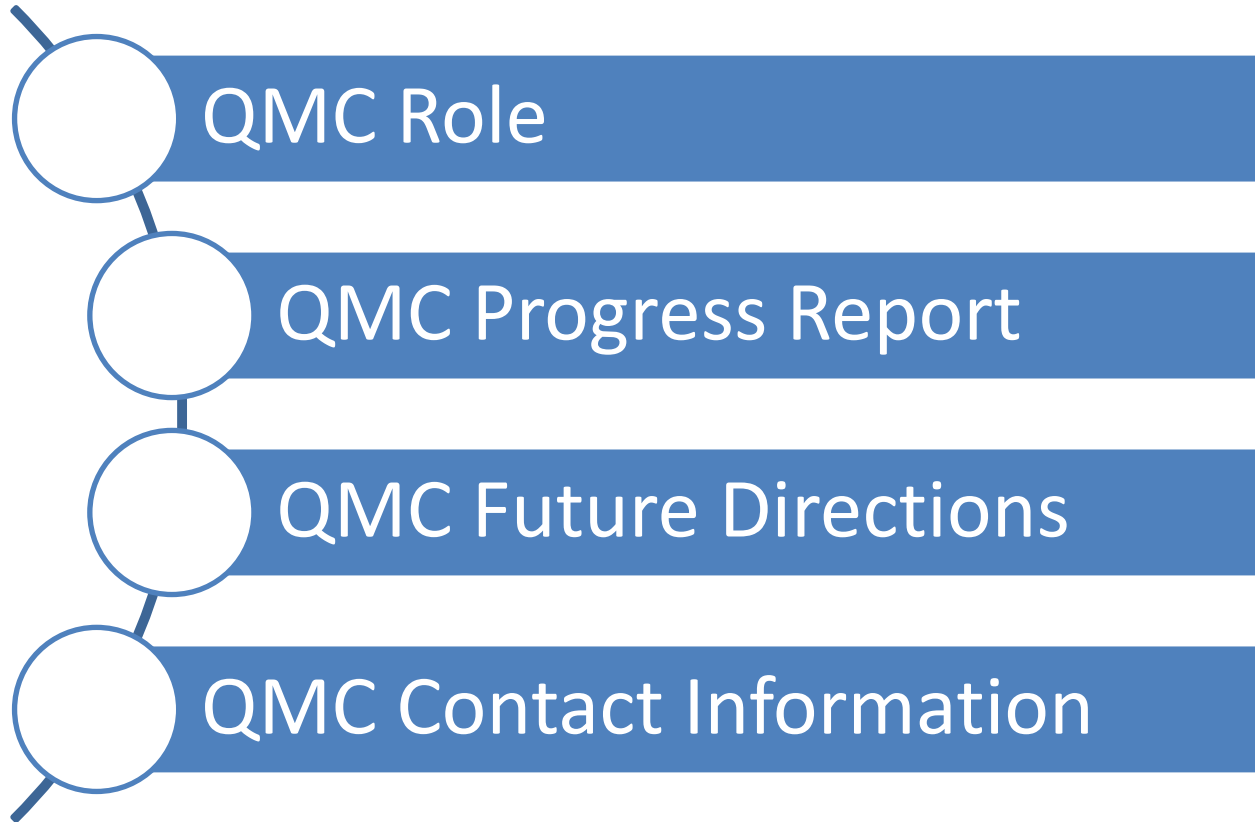 QMC Role
QMC Progress Report
QMC Future Directions
QMC Contact Information